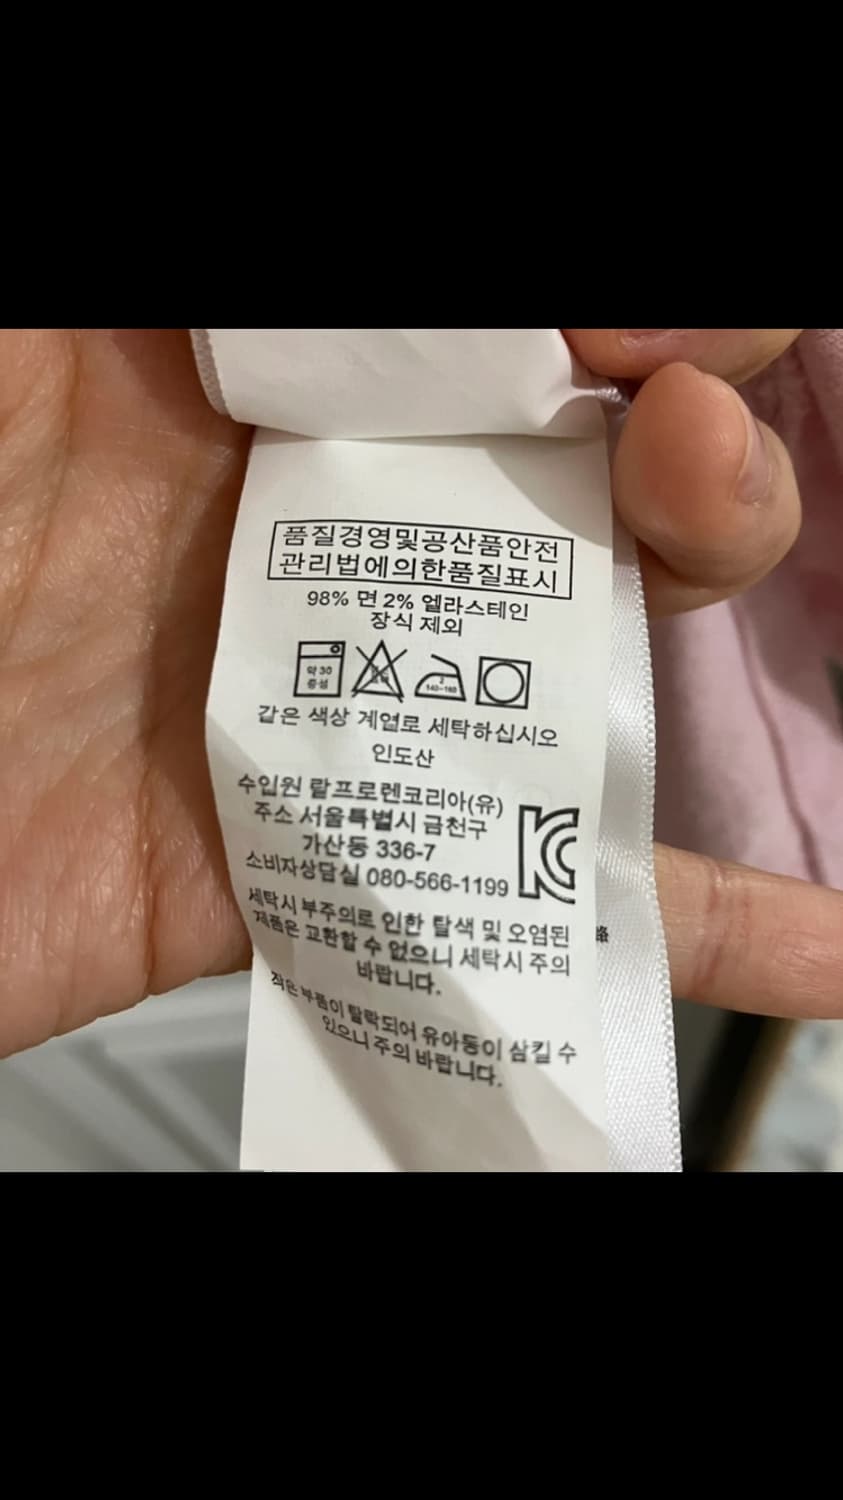 품질경영및공산품안전
관리법에의한품질표시
98% 면 2% 엘라스테인
장식 제외
약 30
중성
2
140~160
같은 색상 계열로 세탁하십시오
인도산
수입원 랄프로렌코리아(유)
주소 서울특별시 금천구
가산동 336-7
소비자상담실 080-566-1199
세탁시 부주의로 인한 탈색 및 오염된
제품은 교환할 수 없으니 세탁시 주의
바랍니다.
작은 부품이 탈락되어 유아동이 삼킬 수
있으니 주의 바랍니다.